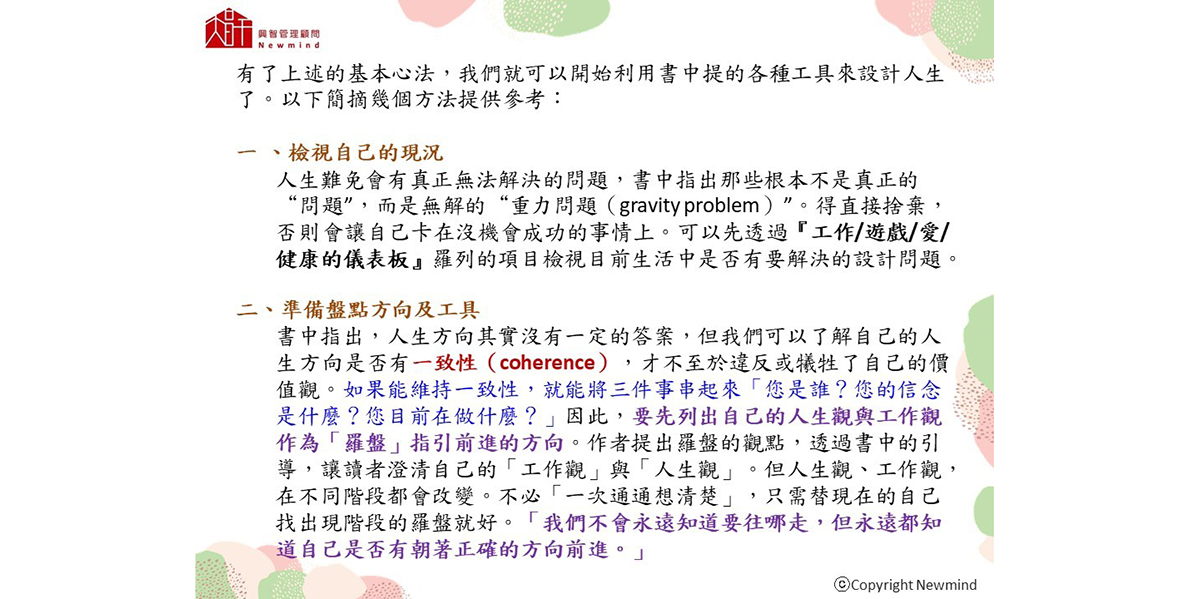 興智管理顧問
Newmind
有了上述的基本心法，我們就可以開始利用書中提的各種工具來設計人生
了。以下簡摘幾個方法提供參考：
一 、檢視自己的現況
人生難免會有真正無法解決的問題，書中指出那些根本不是真正的
“問題”，而是無解的“重力問題（gravity problem）”。得直接捨棄，
否則會讓自己卡在沒機會成功的事情上。可以先透過『工作/遊戲/愛/
健康的儀表板』羅列的項目檢視目前生活中是否有要解決的設計問題。
二、準備盤點方向及工具
書中指出，人生方向其實沒有一定的答案，但我們可以了解自己的人
生方向是否有一致性（coherence），才不至於違反或犧牲了自己的價
值觀。如果能維持一致性，就能將三件事串起來「您是誰？您的信念
是什麼？您目前在做什麼？」因此，要先列出自己的人生觀與工作觀
作為「羅盤」指引前進的方向。作者提出羅盤的觀點，透過書中的引
導，讓讀者澄清自己的「工作觀」與「人生觀」。但人生觀、工作觀，
在不同階段都會改變。不必「一次通通想清楚」，只需替現在的自己
找出現階段的羅盤就好。「我們不會永遠知道要往哪走，但永遠都知
道自己是否有朝著正確的方向前進。」
ⓒCopyright Newmind